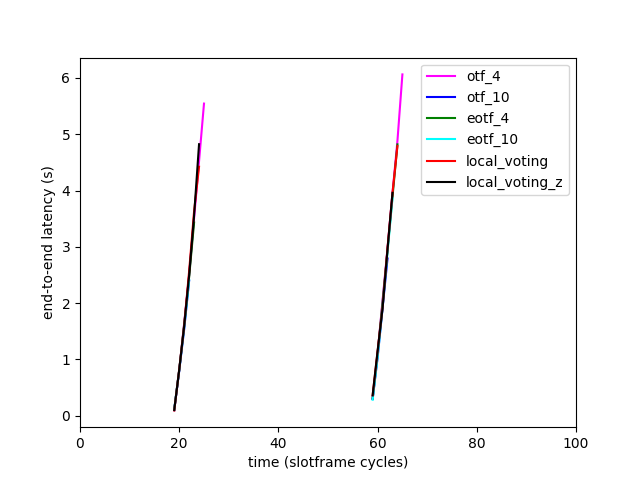 6
5
4
3
2
1
0
end-to-end latency (s)
0
20
40
60
80
100
time (slotframe cycles)
otf_4
otf_10
eotf_4
eotf_10
local_voting
local_voting_z